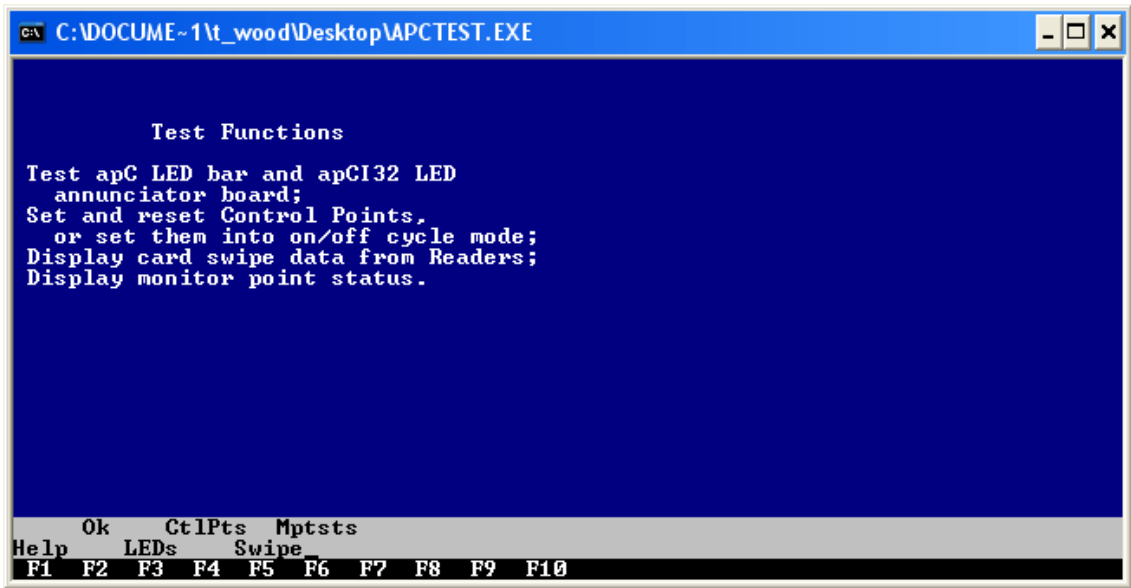 C:\DOCUME~1\t_wood\Desktop\APCTEST.EXE
Test Functions
Test apC LED bar and apCI32 LED
annunciator board;
Set and reset Control Points,
or set them into on/off cycle mode;
Display card swipe data from Readers;
Display monitor point status.
Ok CtlPts Mptsts
Help LEDs Swipe_
F1 F2 F3 F4 F5 F6 F7 F8 F9 F10